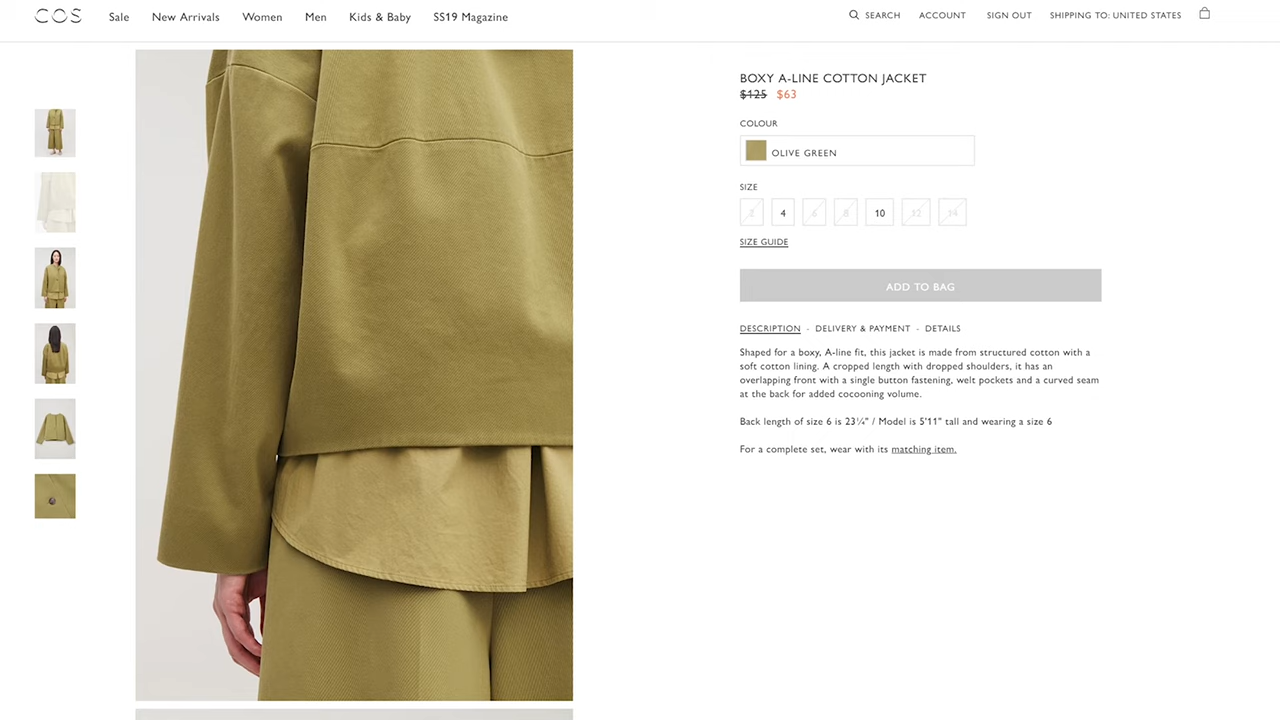 COS
Sale New Arrivals Women Men Kids & Baby SS19 Magazine
SEARCH ACCOUNT SIGN OUT SHIPPING TO: UNITED STATES
BOXY A-LINE COTTON JACKET
$125 $63
COLOUR
OLIVE GREEN
SIZE
2 4 6 8 10 12 14
SIZE GUIDE
ADD TO BAG
DESCRIPTION - DELIVERY & PAYMENT - DETAILS
Shaped for a boxy, A-line fit, this jacket is made from structured cotton with a
soft cotton lining. A cropped length with dropped shoulders, it has an
overlapping front with a single button fastening, welt pockets and a curved seam
at the back for added cocooning volume.
Back length of size 6 is 23¼" / Model is 5'11" tall and wearing a size 6
For a complete set, wear with its matching item.